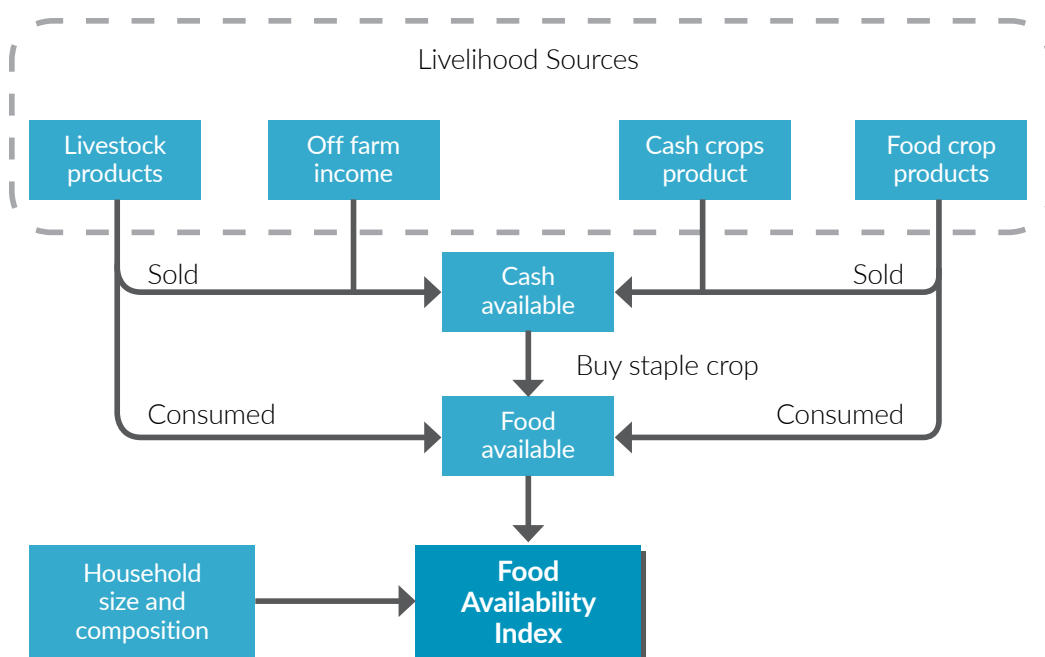 Livelihood Sources
Livestock
products
Off farm
income
Cash crops
product
Food crop
products
Sold
Cash
available
Sold
Buy staple crop
Consumed
Food
available
Consumed
Household
size and
composition
Food
Availability
Index